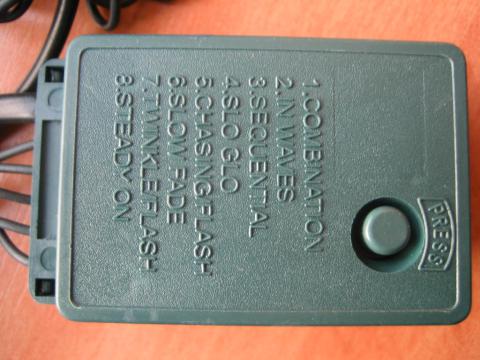 PRESS
1.COMBINATION
2.IN WAVES
3.SEQUENTIAL
4.SLO GLO
5.CHASING/FLASH
6.SLOW FADE
7.TWINKLE/FLASH
8.STEADY ON